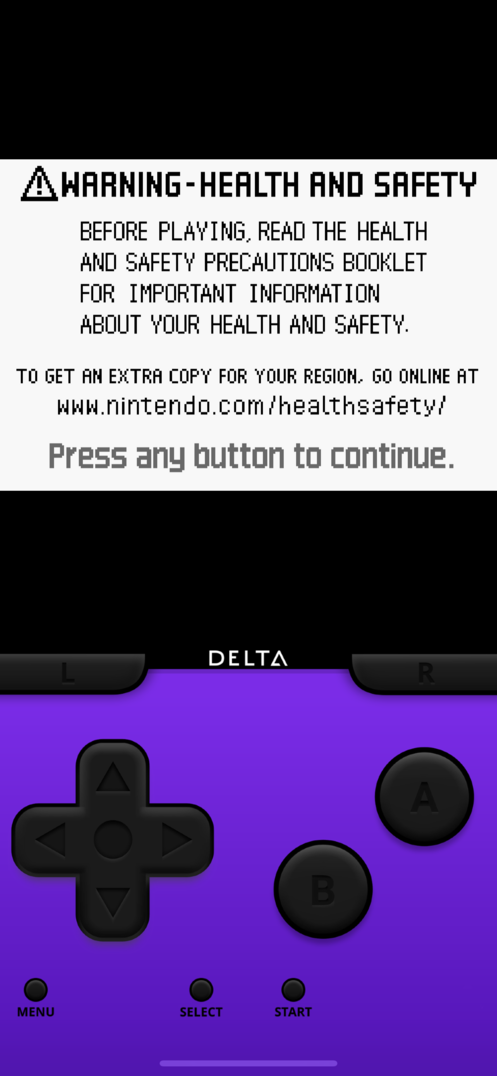 WARNING-HEALTH AND SAFETY
BEFORE PLAYING, READ THE HEALTH
AND SAFETY PRECAUTIONS BOOKLET
FOR IMPORTANT INFORMATION
ABOUT YOUR HEALTH AND SAFETY.
TO GET AN EXTRA COPY FOR YOUR REGION, GO ONLINE AT
www.nintendo.com/healthsafety/
Press any button to continue.
DELTA
L
R
A
B
MENU
SELECT
START